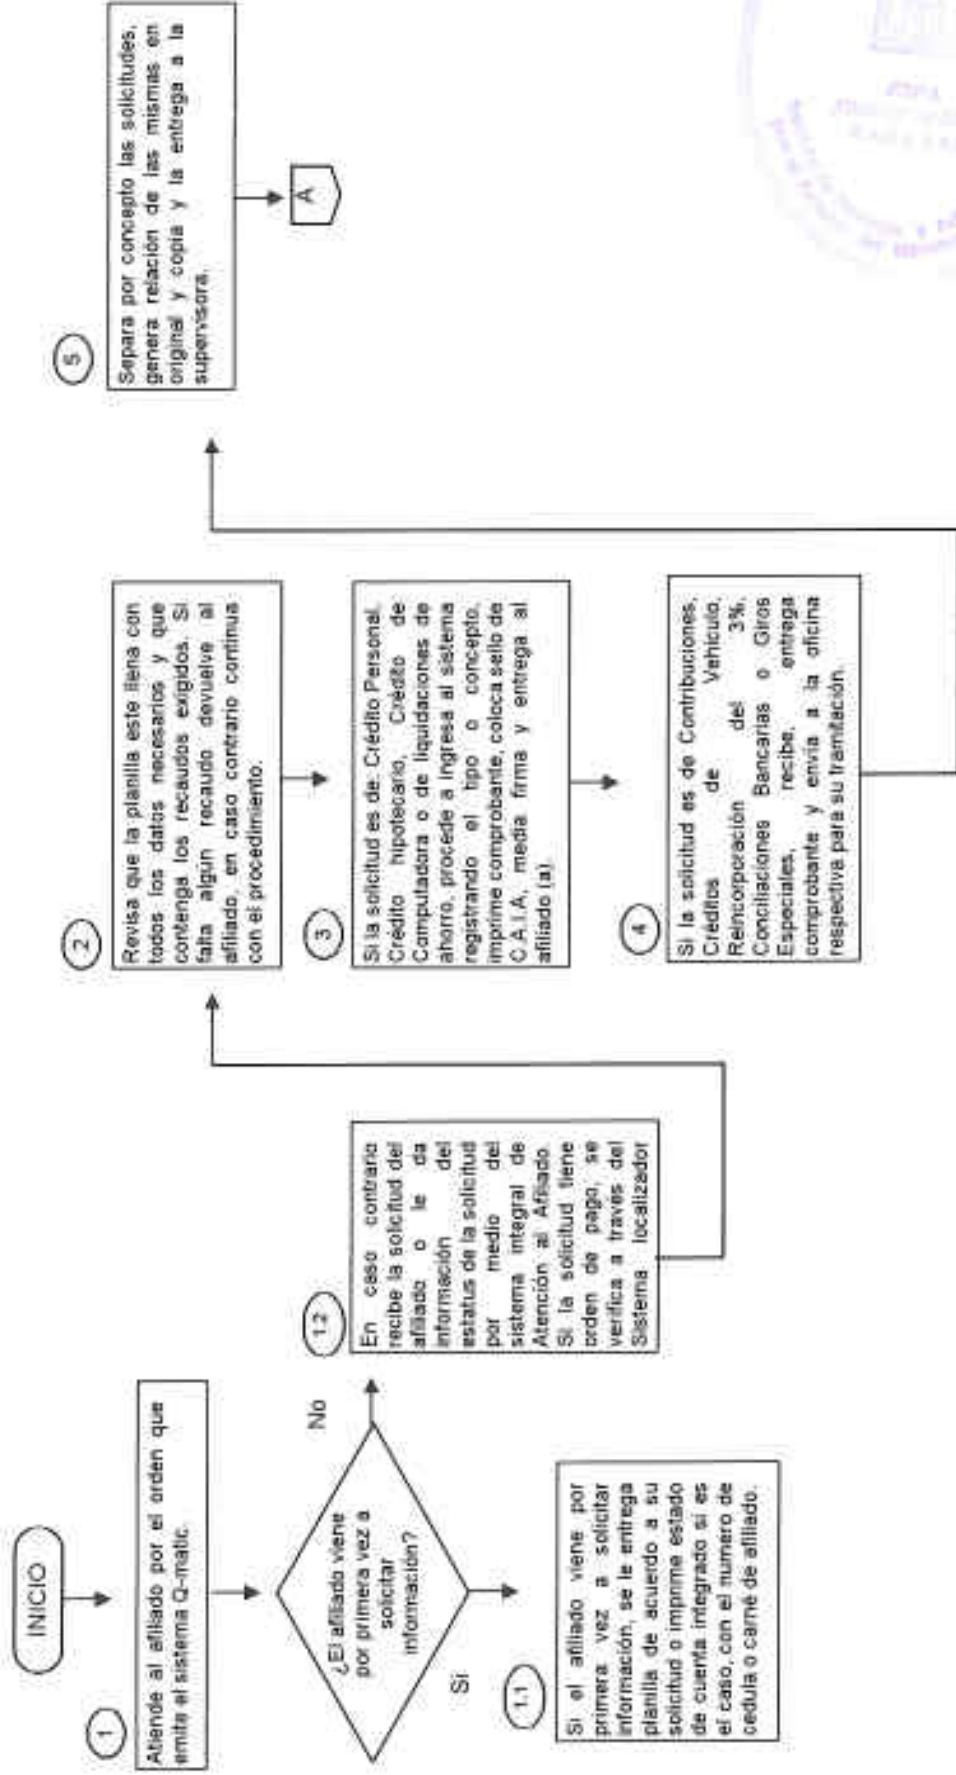 INICIO
1
Atiende al afiliado por el orden que
emite el sistema Q-matic.
¿El afiliado viene
por primera vez a
solicitar
información?
No
Si
1.1
Si el afiliado viene por
primera vez a solicitar
información, se le entrega
planilla de acuerdo a su
solicitud o imprime estado
de cuenta integrado si es
el caso, con el numero de
cedula o carné de afiliado.
1.2
En caso contrario
recibe la solicitud del
afiliado o le da
información del
estatus de la solicitud
por medio del
sistema integral de
Atención al Afiliado.
Si la solicitud tiene
orden de pago, se
verifica a través del
Sistema localizador
2
Revisa que la planilla este llena con
todos los datos necesarios y que
contenga los recaudos exigidos. Si
falta algún recaudo devuelve al
afiliado, en caso contrario continua
con el procedimiento.
3
Si la solicitud es de: Crédito Personal,
Crédito hipotecario, Crédito de
Computadora o de liquidaciones de
ahorro, procede a ingresa al sistema
registrando el tipo o concepto,
imprime comprobante, coloca sello de
C.A.I.A, media firma y entrega al
afiliado (a).
4
Si la solicitud es de Contribuciones,
Créditos de Vehículo,
Reincorporación del 3%,
Conciliaciones Bancarias o Giros
Especiales, recibe, entrega
comprobante y envía a la oficina
respectiva para su tramitación.
5
Separa por concepto las solicitudes,
genera relación de las mismas en
original y copia y la entrega a la
supervisora.
A